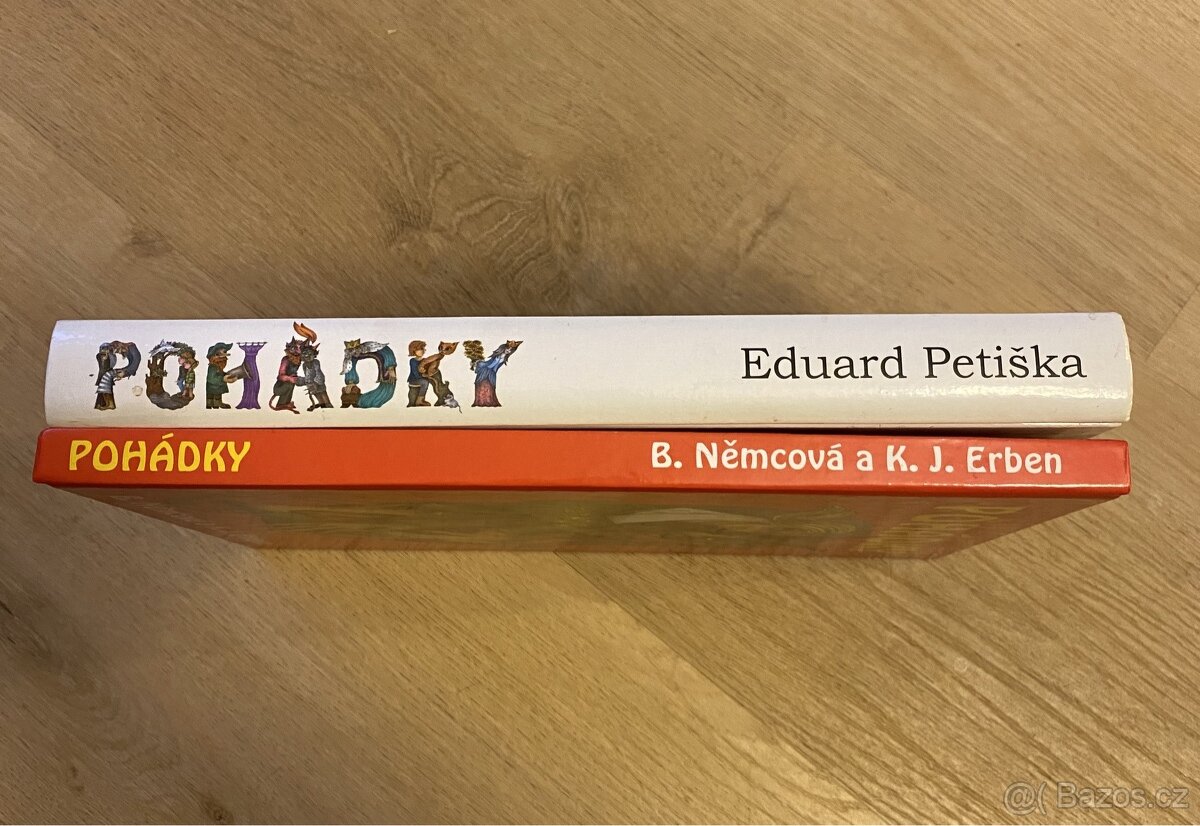 POHÁDKY Eduard Petiška
POHÁDKY B. Němcová a K. J. Erben
@( Bazos.cz